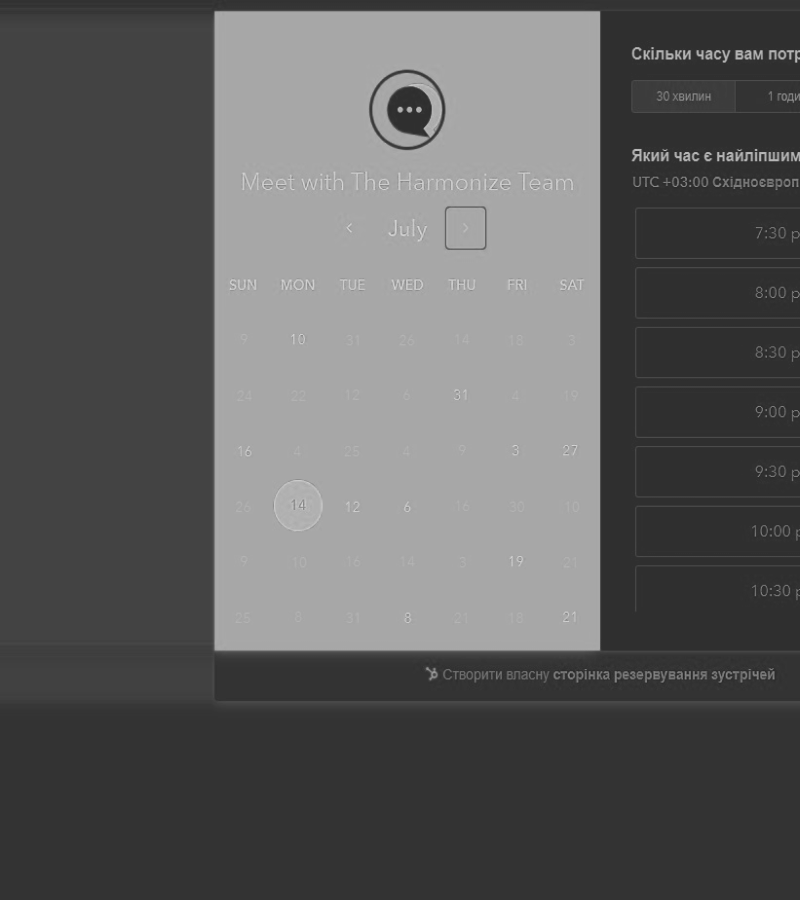 Meet with The Harmonize Team
July
SUN MON TUE WED THU FRI SAT
9 10 31 26 14 18 3
24 22 12 6 31 4 19
16 4 25 4 9 3 27
26 14 12 6 16 30 10
9 10 16 14 3 19 21
25 8 31 8 21 18 21
Скільки часу вам потр
30 хвилин 1 годи
Який час є найліпшим
UTC +03:00 Східноєвроп
7:30 p
8:00 p
8:30 p
9:00 p
9:30 p
10:00 p
10:30 p
Створити власну сторінка резервування зустрічей